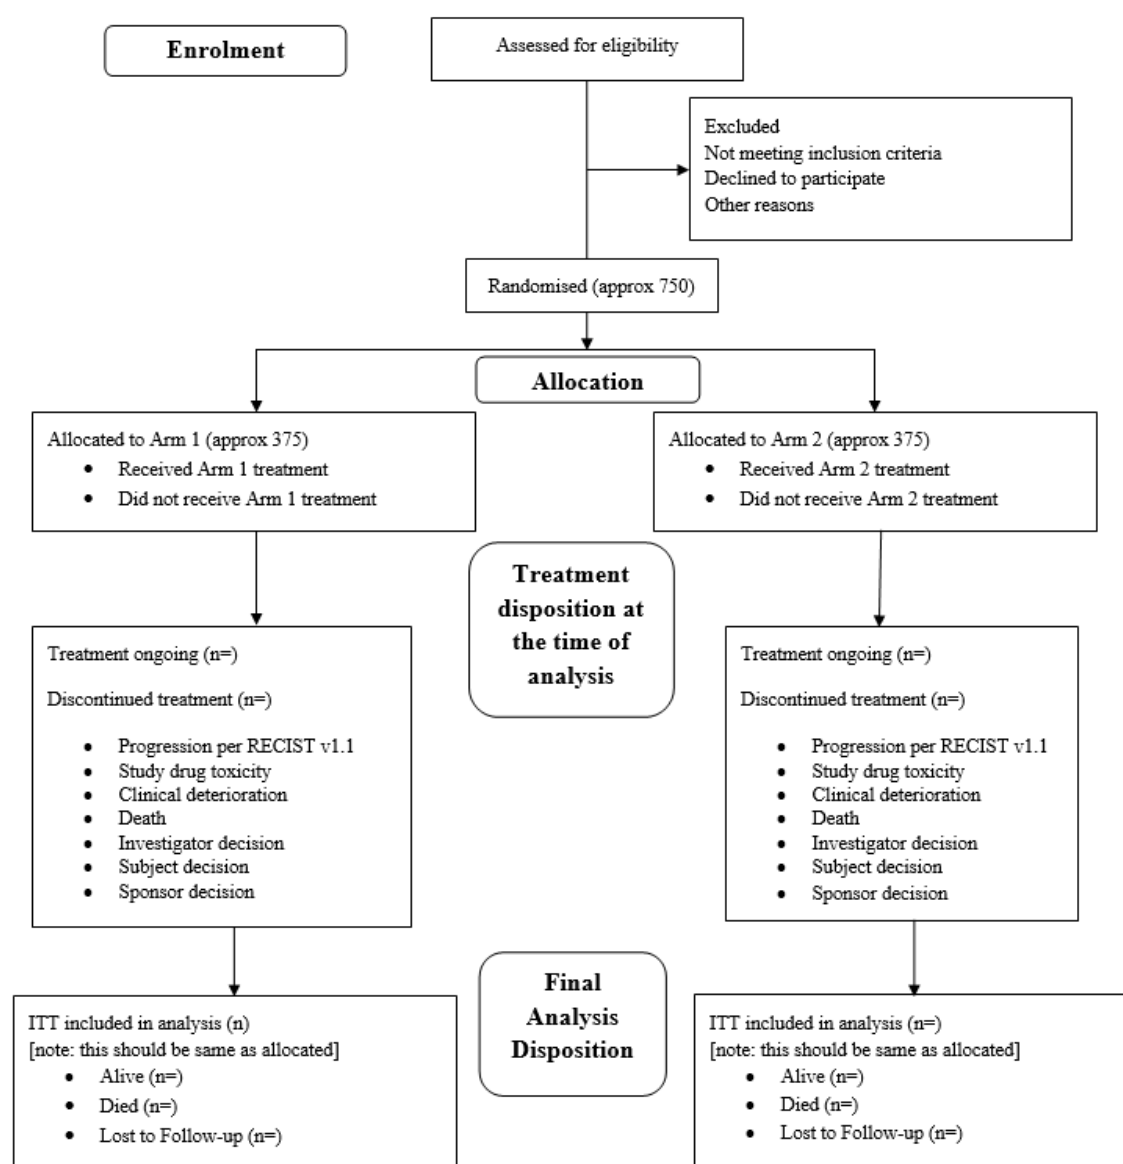 Enrolment
Assessed for eligibility
Excluded
Not meeting inclusion criteria
Declined to participate
Other reasons
Randomised (approx 750)
Allocation
Allocated to Arm 1 (approx 375)
• Received Arm 1 treatment
• Did not receive Arm 1 treatment
Allocated to Arm 2 (approx 375)
• Received Arm 2 treatment
• Did not receive Arm 2 treatment
Treatment
disposition at
the time of
analysis
Treatment ongoing (n=)
Discontinued treatment (n=)
• Progression per RECIST v1.1
• Study drug toxicity
• Clinical deterioration
• Death
• Investigator decision
• Subject decision
• Sponsor decision
Treatment ongoing (n=)
Discontinued treatment (n=)
• Progression per RECIST v1.1
• Study drug toxicity
• Clinical deterioration
• Death
• Investigator decision
• Subject decision
• Sponsor decision
Final
Analysis
Disposition
ITT included in analysis (n)
[note: this should be same as allocated]
• Alive (n=)
• Died (n=)
• Lost to Follow-up (n=)
ITT included in analysis (n=)
[note: this should be same as allocated]
• Alive (n=)
• Died (n=)
• Lost to Follow-up (n=)